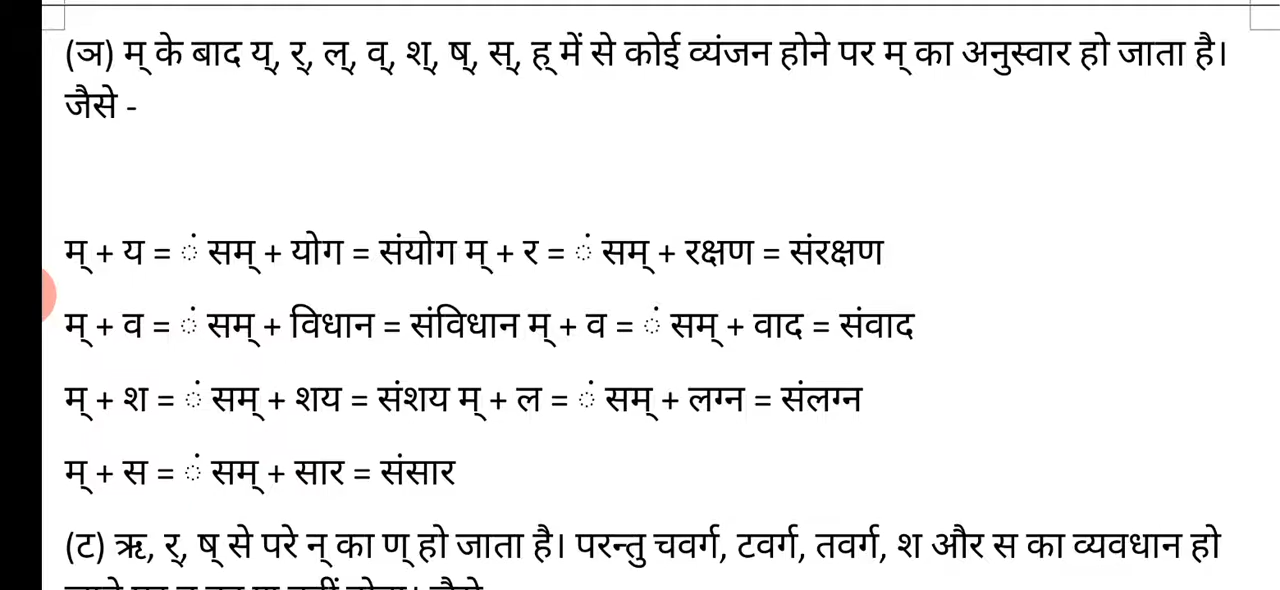 (ञ) म् के बाद य्, र्, ल्, व्, श्, ष्, स्, ह् में से कोई व्यंजन होने पर म् का अनुस्वार हो जाता है।
जैसे -
म् + य = ं सम् + योग = संयोग म् + र = ं सम् + रक्षण = संरक्षण
म् + व = ं सम् + विधान = संविधान म् + व = ं सम् + वाद = संवाद
म् + श = ं सम् + शय = संशय म् + ल = ं सम् + लग्न = संलग्न
म् + स = ं सम् + सार = संसार
(ट) ऋ, र्, ष् से परे न् का ण् हो जाता है। परन्तु चवर्ग, टवर्ग, तवर्ग, श और स का व्यवधान हो